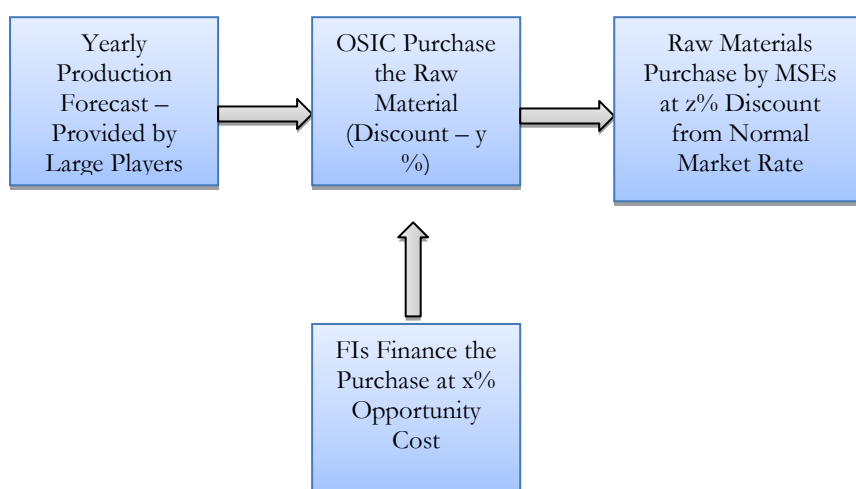 Yearly
Production
Forecast –
Provided by
Large Players
OSIC Purchase
the Raw
Material
(Discount – y
%)
Raw Materials
Purchase by MSEs
at z% Discount
from Normal
Market Rate
FIs Finance the
Purchase at x%
Opportunity
Cost